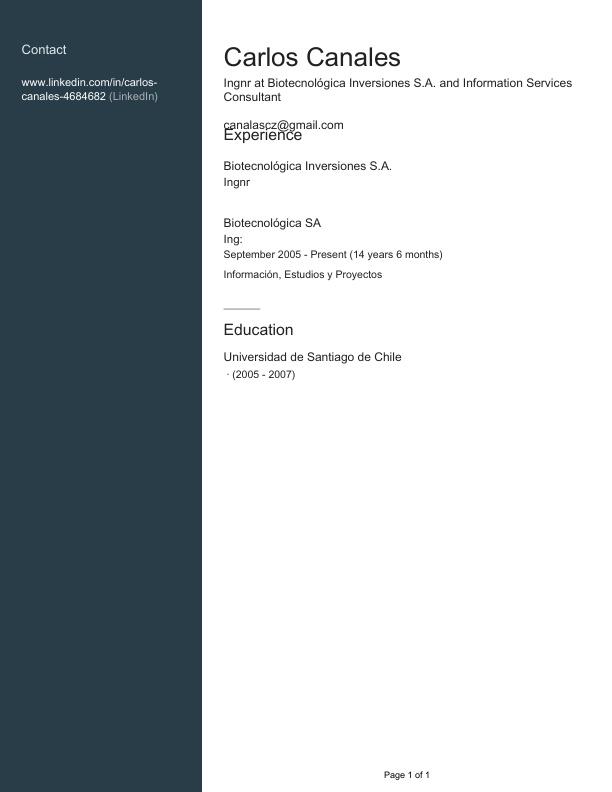 Contact
www.linkedin.com/in/carlos-
canales-4684682 (LinkedIn)
Carlos Canales
Ingnr at Biotecnológica Inversiones S.A. and Information Services
Consultant
canalascz@gmail.com
Experience
Biotecnológica Inversiones S.A.
Ingnr
Biotecnológica SA
Ing:
September 2005 - Present (14 years 6 months)
Información, Estudios y Proyectos
Education
Universidad de Santiago de Chile
· (2005 - 2007)
Page 1 of 1